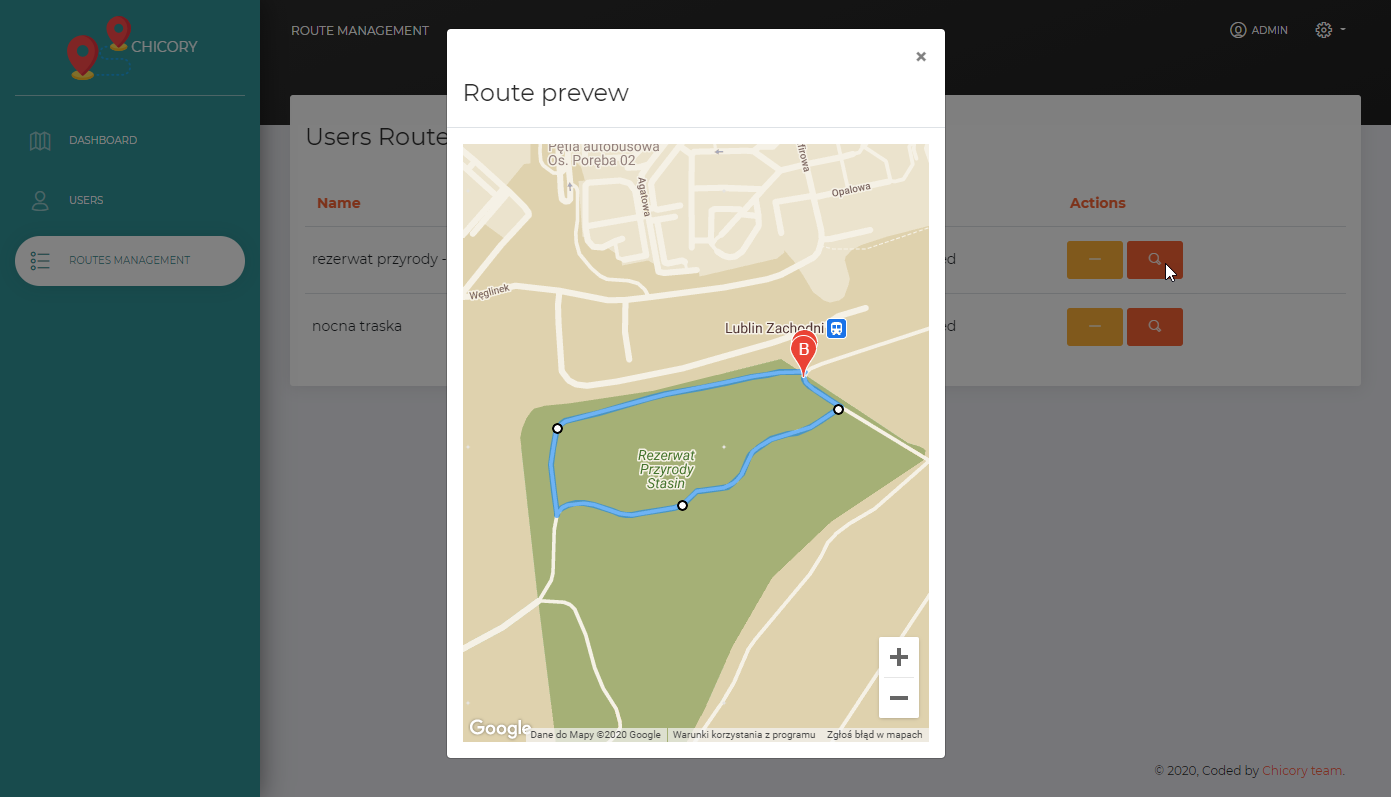 CHICORY
DASHBOARD
USERS
ROUTES MANAGEMENT
ROUTE MANAGEMENT
ADMIN
Users Route
Name
Actions
rezerwat przyrody -
ed
nocna traska
ed
×
Route prevew
Pętla autobusowa
Os. Poręba 02
Agatowa
firowa
Opalowa
Węglinek
Lublin Zachodni
B
Rezerwat
Przyrody
Stasin
Google
Dane do Mapy ©2020 Google
Warunki korzystania z programu
Zgłoś błąd w mapach
© 2020, Coded by Chicory team.